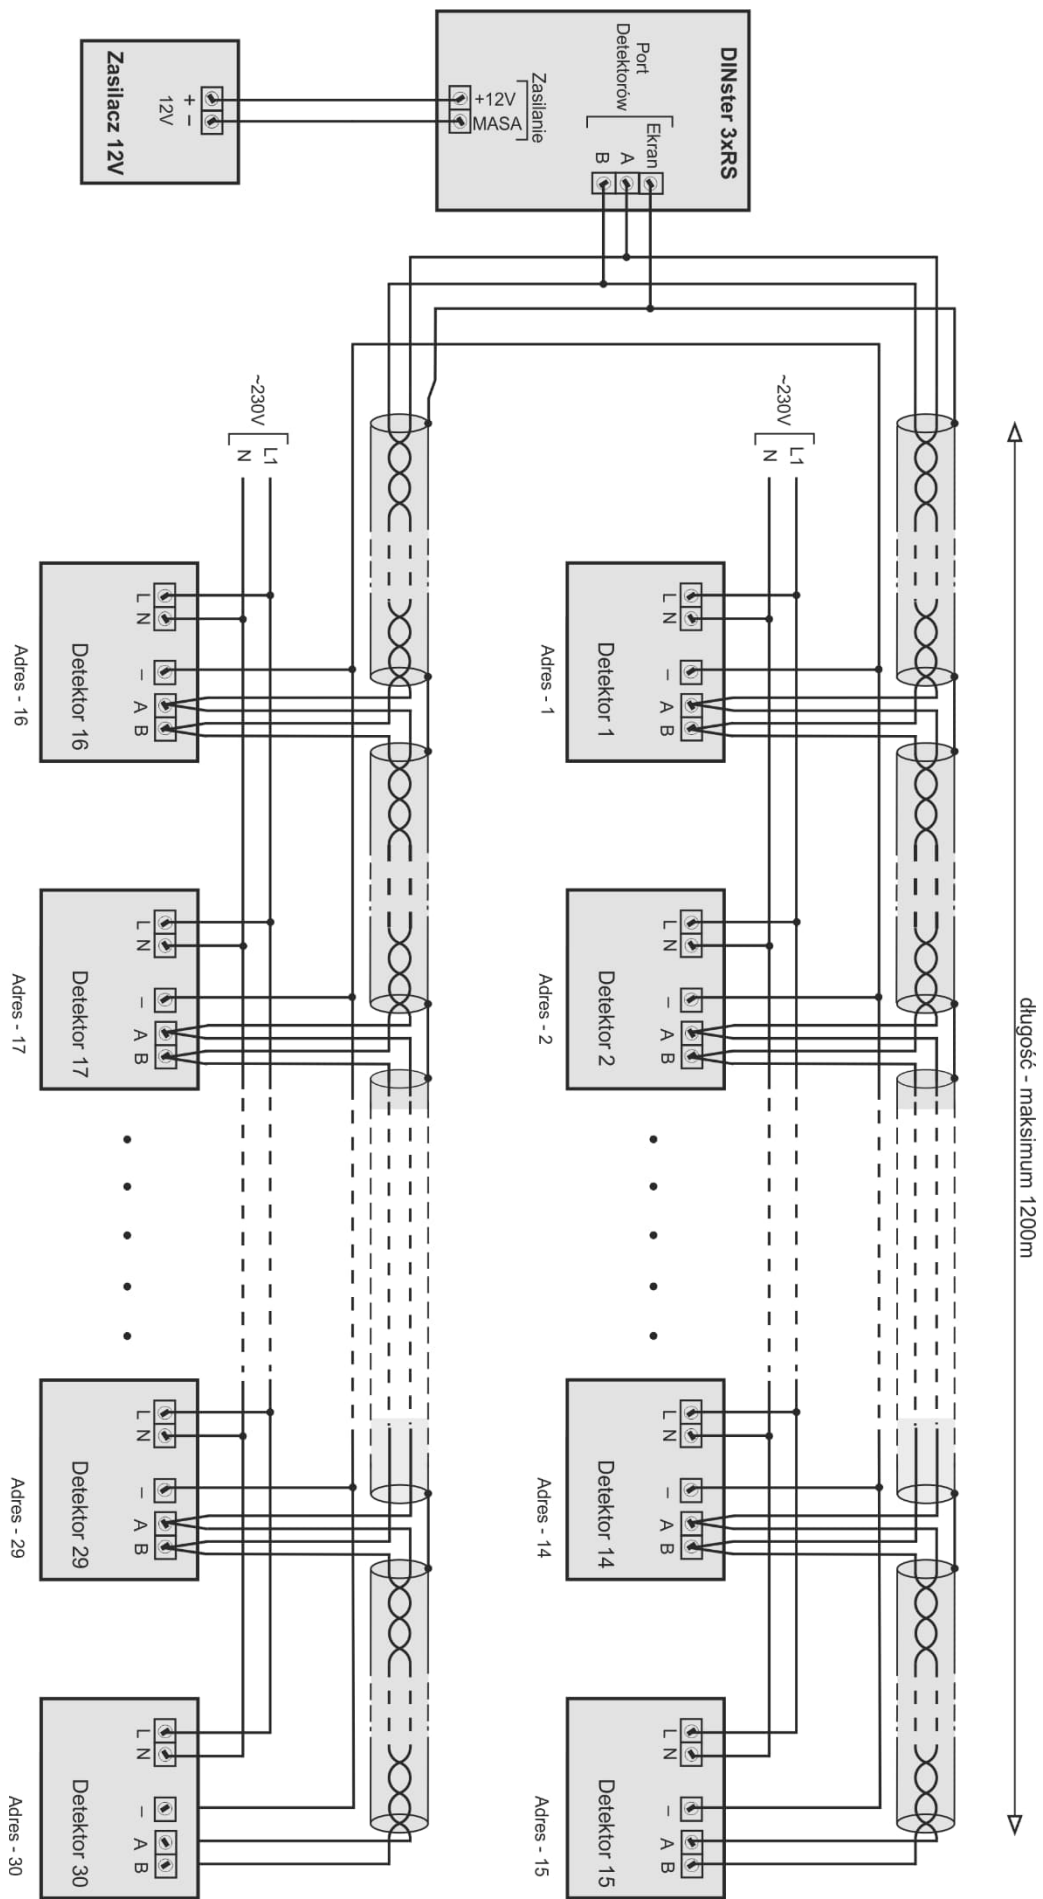 DINster 3xRS
Port
Detektorów
Ekran
A
B
Zasilanie
+12V
MASA
Zasilacz 12V
12V
+
−
długość - maksimum 1200m
~230V
L1
N
L
N
−
A
B
Detektor 1
Adres - 1
L
N
−
A
B
Detektor 2
Adres - 2
L
N
−
A
B
Detektor 14
Adres - 14
L
N
−
A
B
Detektor 15
Adres - 15
~230V
L1
N
L
N
−
A
B
Detektor 16
Adres - 16
L
N
−
A
B
Detektor 17
Adres - 17
L
N
−
A
B
Detektor 29
Adres - 29
L
N
−
A
B
Detektor 30
Adres - 30